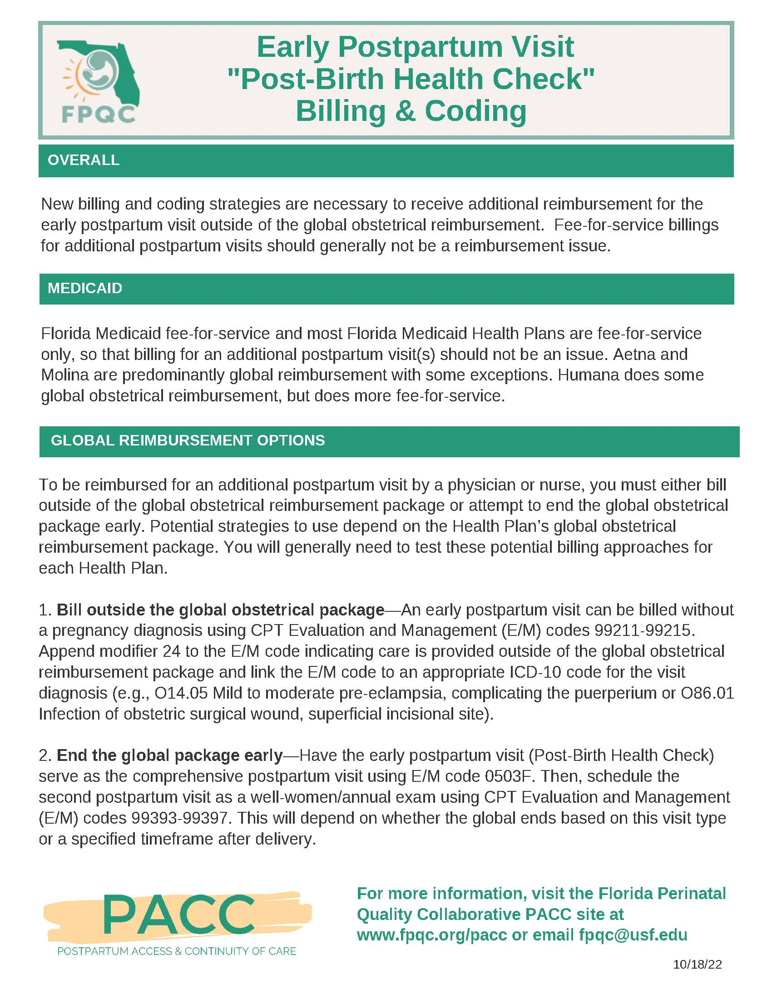 FPQC
Early Postpartum Visit
"Post-Birth Health Check"
Billing & Coding
OVERALL
New billing and coding strategies are necessary to receive additional reimbursement for the
early postpartum visit outside of the global obstetrical reimbursement.  Fee-for-service billings
for additional postpartum visits should generally not be a reimbursement issue.
MEDICAID
Florida Medicaid fee-for-service and most Florida Medicaid Health Plans are fee-for-service
only, so that billing for an additional postpartum visit(s) should not be an issue. Aetna and
Molina are predominantly global reimbursement with some exceptions. Humana does some
global obstetrical reimbursement, but does more fee-for-service.
GLOBAL REIMBURSEMENT OPTIONS
To be reimbursed for an additional postpartum visit by a physician or nurse, you must either bill
outside of the global obstetrical reimbursement package or attempt to end the global obstetrical
package early. Potential strategies to use depend on the Health Plan’s global obstetrical
reimbursement package. You will generally need to test these potential billing approaches for
each Health Plan.
1. Bill outside the global obstetrical package—An early postpartum visit can be billed without
a pregnancy diagnosis using CPT Evaluation and Management (E/M) codes 99211-99215.
Append modifier 24 to the E/M code indicating care is provided outside of the global obstetrical
reimbursement package and link the E/M code to an appropriate ICD-10 code for the visit
diagnosis (e.g., O14.05 Mild to moderate pre-eclampsia, complicating the puerperium or O86.01
Infection of obstetric surgical wound, superficial incisional site).
2. End the global package early—Have the early postpartum visit (Post-Birth Health Check)
serve as the comprehensive postpartum visit using E/M code 0503F. Then, schedule the
second postpartum visit as a well-women/annual exam using CPT Evaluation and Management
(E/M) codes 99393-99397. This will depend on whether the global ends based on this visit type
or a specified timeframe after delivery.
PACC
POSTPARTUM ACCESS & CONTINUITY OF CARE
For more information, visit the Florida Perinatal
Quality Collaborative PACC site at
www.fpqc.org/pacc or email fpqc@usf.edu
10/18/22